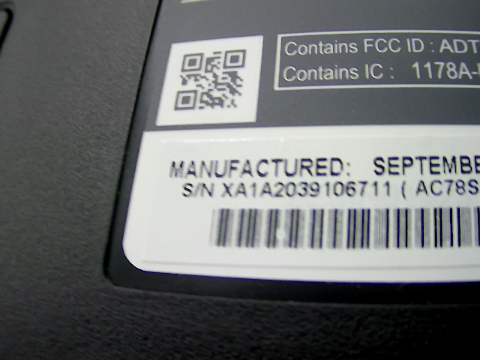 Contains FCC ID : ADT
Contains IC : 1178A-
MANUFACTURED: SEPTEMBE
S/N XA1A2039106711 ( AC78S